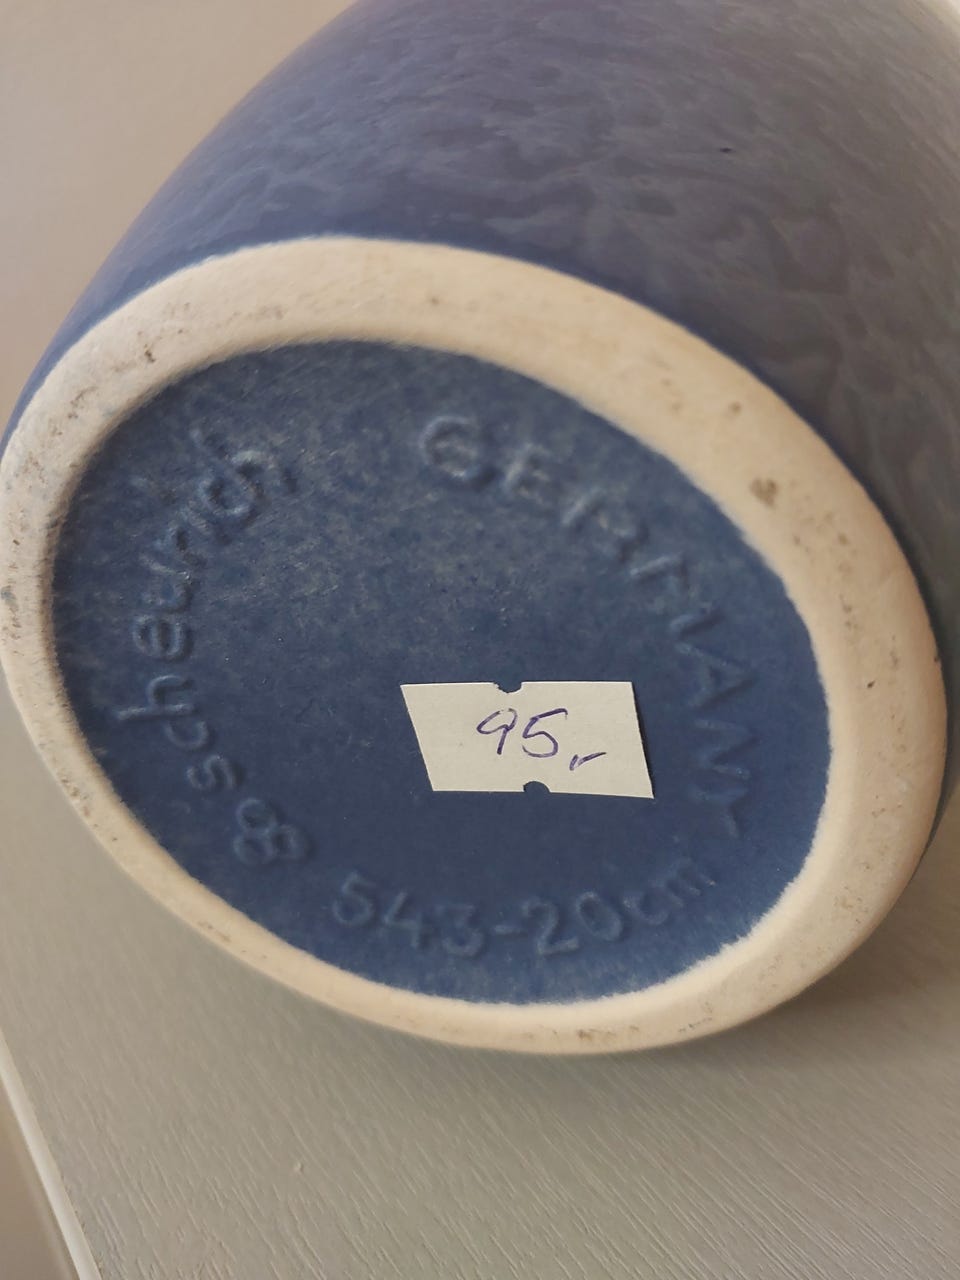 scheurich
GERMANY
543-20cm
95,-